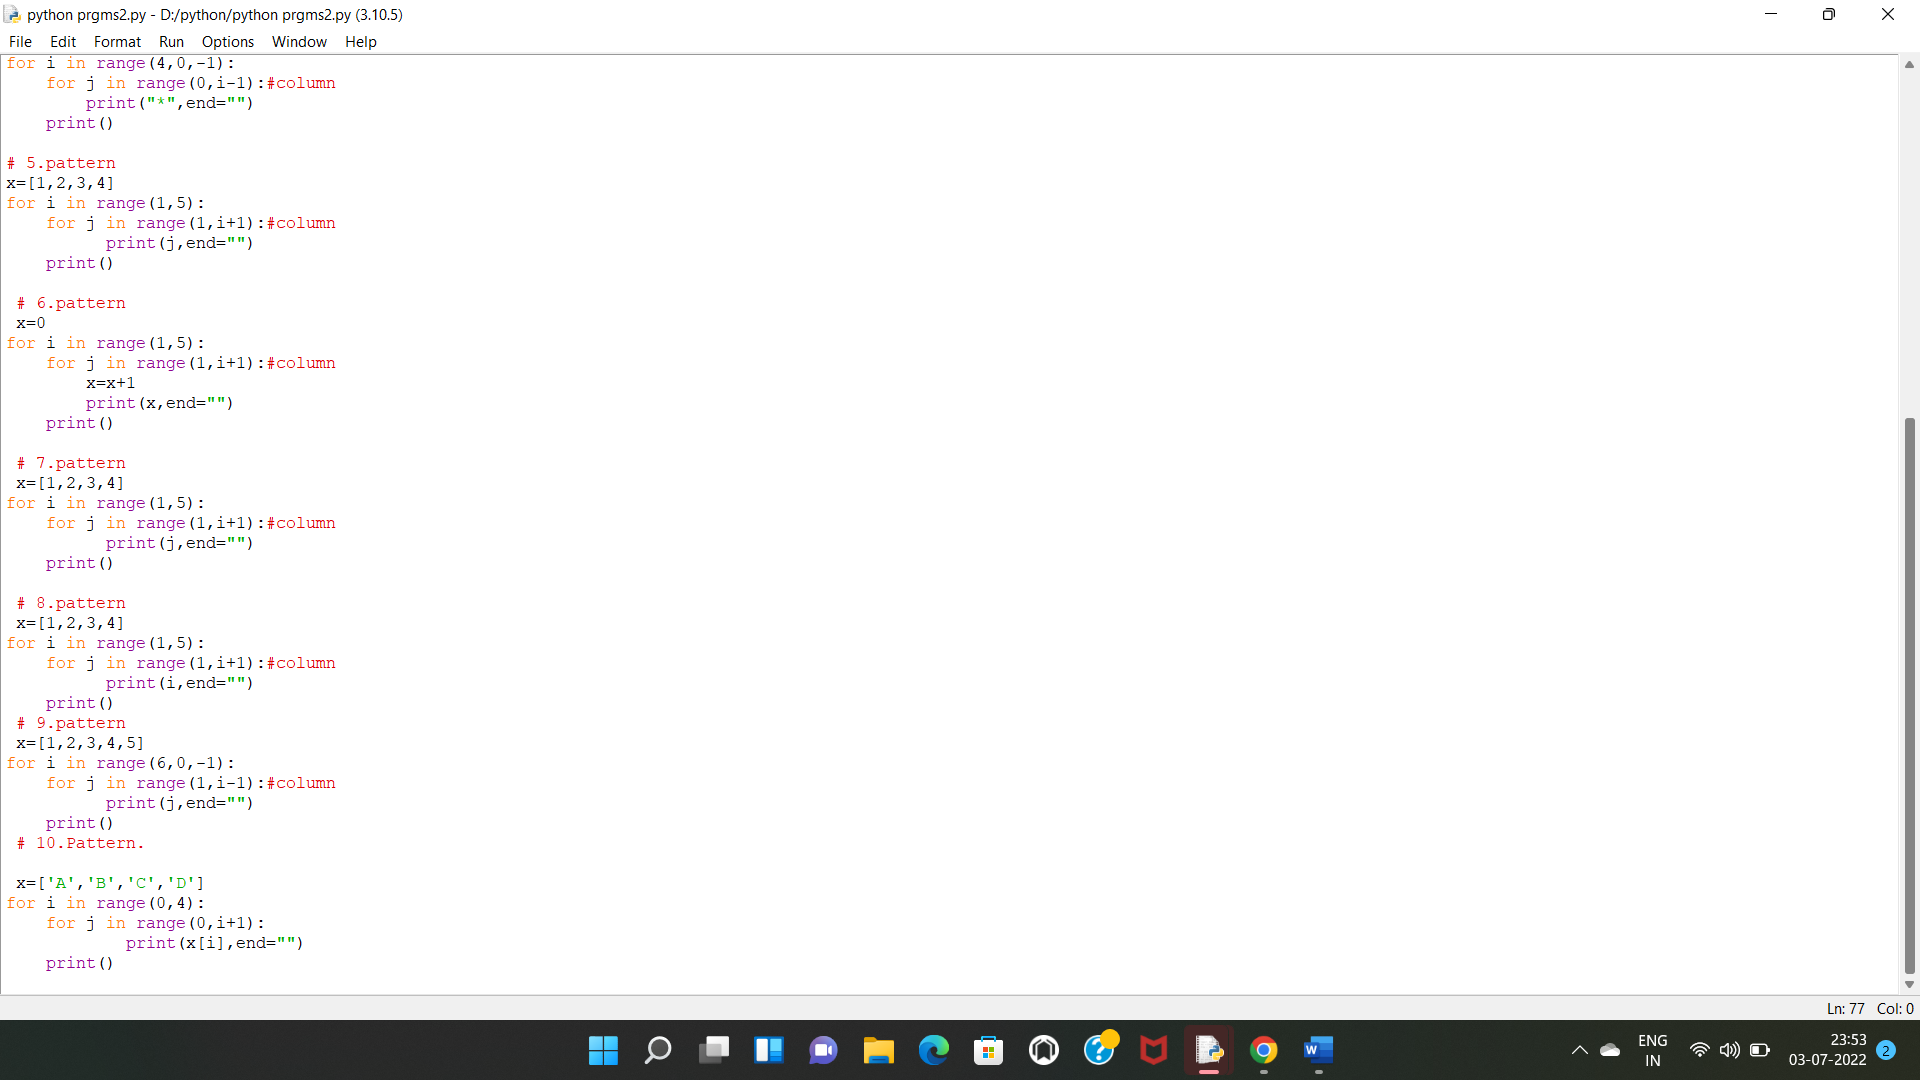 python prgms2.py - D:/python/python prgms2.py (3.10.5)
File Edit Format Run Options Window Help
for i in range(4,0,-1):
    for j in range(0,i-1):#column
        print("*",end="")
    print()

# 5.pattern
x=[1,2,3,4]
for i in range(1,5):
    for j in range(1,i+1):#column
          print(j,end="")
    print()

 # 6.pattern
 x=0
for i in range(1,5):
    for j in range(1,i+1):#column
        x=x+1
        print(x,end="")
    print()

 # 7.pattern
 x=[1,2,3,4]
for i in range(1,5):
    for j in range(1,i+1):#column
          print(j,end="")
    print()

 # 8.pattern
 x=[1,2,3,4]
for i in range(1,5):
    for j in range(1,i+1):#column
          print(i,end="")
    print()
 # 9.pattern
 x=[1,2,3,4,5]
for i in range(6,0,-1):
    for j in range(1,i-1):#column
          print(j,end="")
    print()
 # 10.Pattern.

 x=['A','B','C','D']
for i in range(0,4):
    for j in range(0,i+1):
            print(x[i],end="")
    print()
Ln: 77 Col: 0
W
ENG
IN
23:53
03-07-2022
2